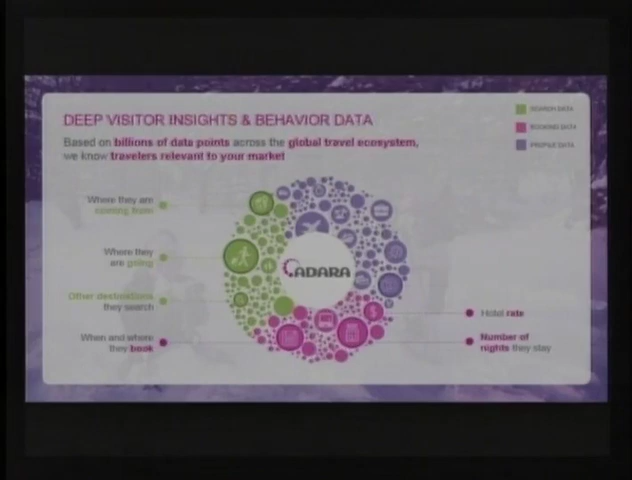 DEEP VISITOR INSIGHTS & BEHAVIOR DATA
Based on billions of data points across the global travel ecosystem,
we know travelers relevant to your market
SEARCH DATA
BOOKING DATA
PROFILE DATA
Where they are
coming from
Where they
are going
Other destinations
they search
When and where
they book
ADARA
$
Hotel rate
Number of
nights they stay